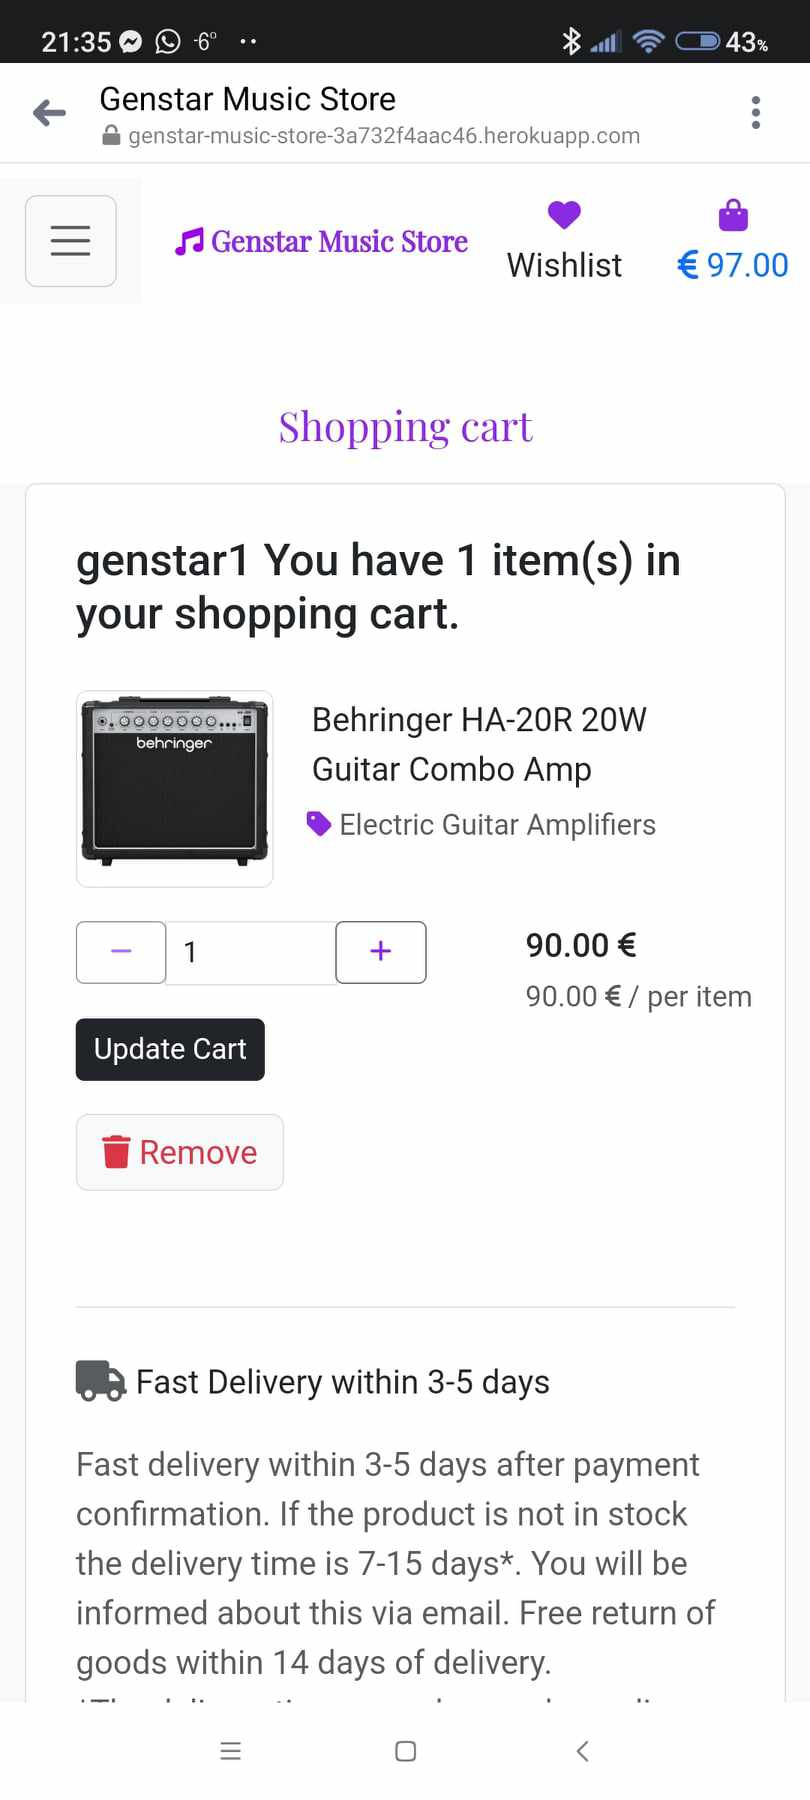 21:35 -6° ·· 43%
Genstar Music Store
genstar-music-store-3a732f4aac46.herokuapp.com
Genstar Music Store
Wishlist
€ 97.00
Shopping cart
genstar1 You have 1 item(s) in
your shopping cart.
behringer
Behringer HA-20R 20W
Guitar Combo Amp
Electric Guitar Amplifiers
− 1 +
90.00 €
90.00 € / per item
Update Cart
Remove
Fast Delivery within 3-5 days
Fast delivery within 3-5 days after payment
confirmation. If the product is not in stock
the delivery time is 7-15 days*. You will be
informed about this via email. Free return of
goods within 14 days of delivery.